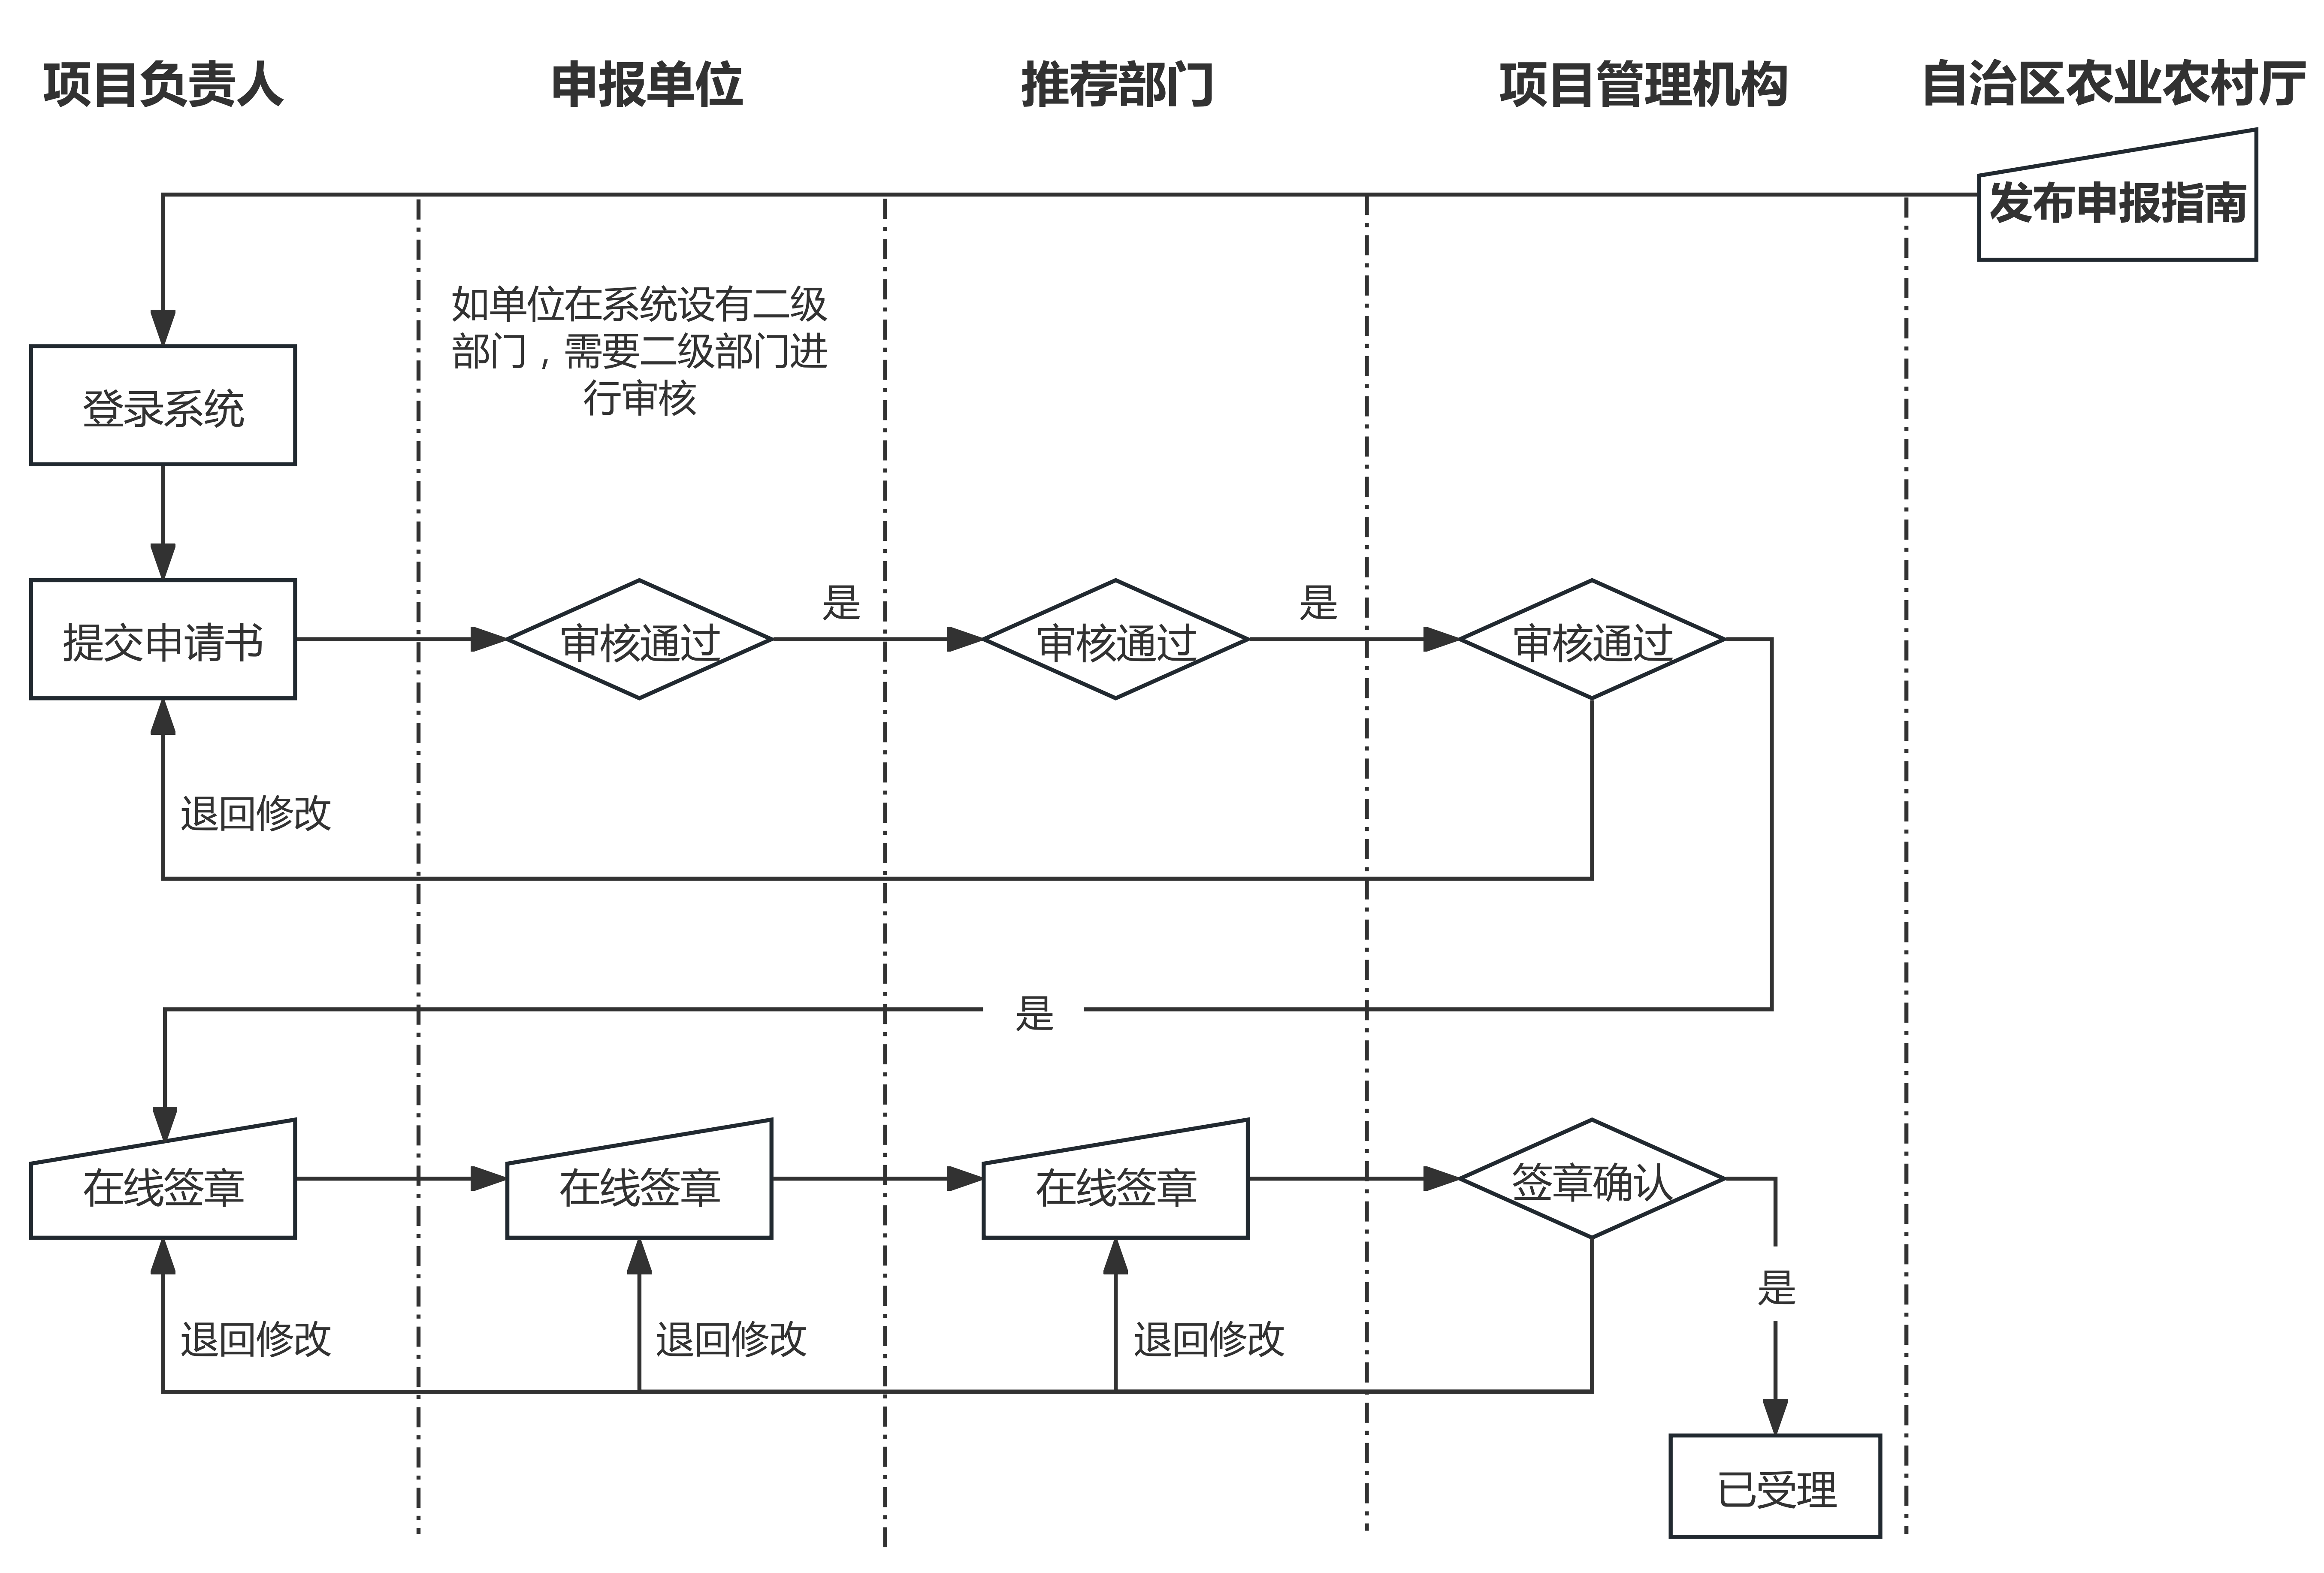 项目负责人
申报单位
推荐部门
项目管理机构
自治区农业农村厅
发布申报指南
如单位在系统设有二级
部门，需要二级部门进
行审核
登录系统
提交申请书
审核通过
是
审核通过
是
审核通过
退回修改
是
在线签章
在线签章
在线签章
签章确认
是
退回修改
退回修改
退回修改
已受理